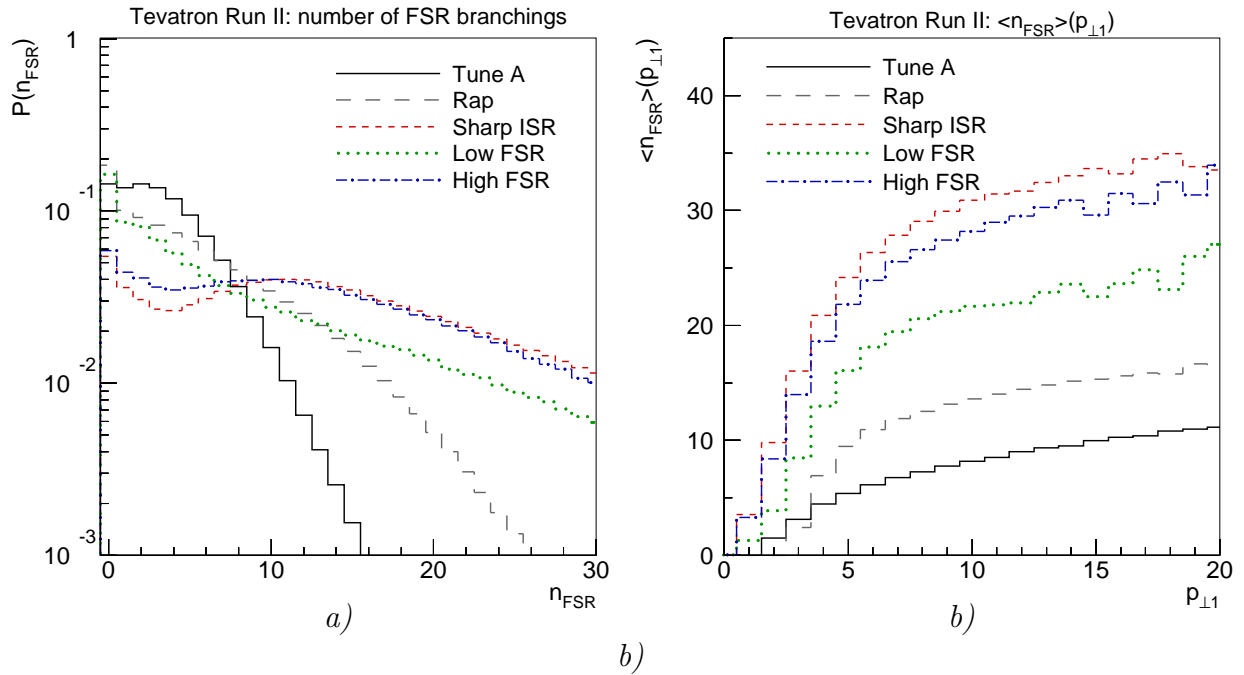 Tevatron Run II: number of FSR branchings
P(n_FSR)
1
10^-1
10^-2
10^-3
Tune A
Rap
Sharp ISR
Low FSR
High FSR
0 10 20 30
n_FSR
a)
Tevatron Run II: <n_FSR>(p_⊥1)
<n_FSR>(p_⊥1)
40
30
20
10
0
Tune A
Rap
Sharp ISR
Low FSR
High FSR
0 5 10 15 20
p_⊥1
b)
b)